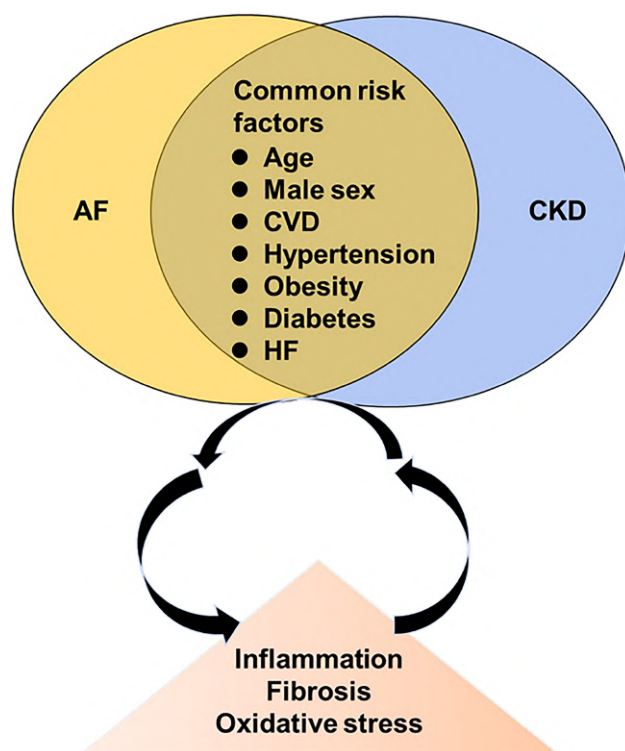 Common risk
factors
● Age
● Male sex
● CVD
● Hypertension
● Obesity
● Diabetes
● HF
AF
CKD
Inflammation
Fibrosis
Oxidative stress